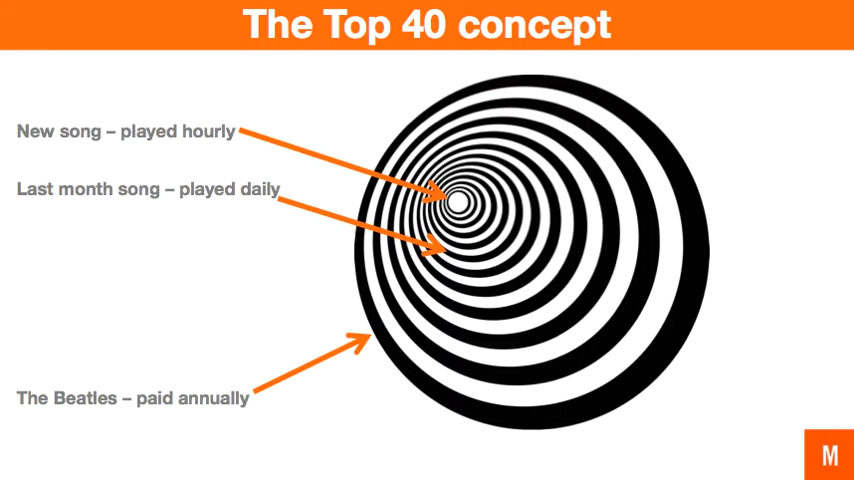 The Top 40 concept
New song – played hourly
Last month song – played daily
The Beatles – paid annually
M